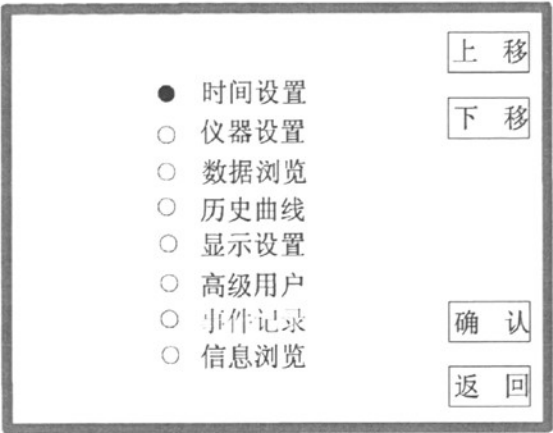 上 移
时间设置
下 移
仪器设置
数据浏览
历史曲线
显示设置
高级用户
事件记录
确 认
信息浏览
返 回